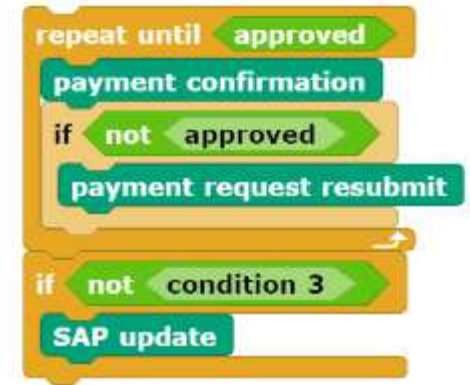 repeat until approved
payment confirmation
if not approved
payment request resubmit
if not condition 3
SAP update